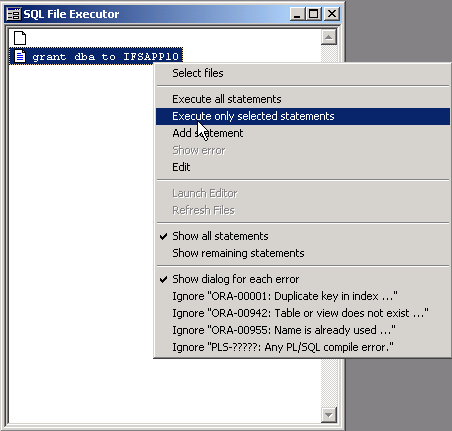 SQL File Executor
grant dba to IFSAPP10
Select files
Execute all statements
Execute only selected statements
Add statement
Show error
Edit
Launch Editor
Refresh Files
Show all statements
Show remaining statements
Show dialog for each error
Ignore "ORA-00001: Duplicate key in index ..."
Ignore "ORA-00942: Table or view does not exist ..."
Ignore "ORA-00955: Name is already used ..."
Ignore "PLS-?????: Any PL/SQL compile error."